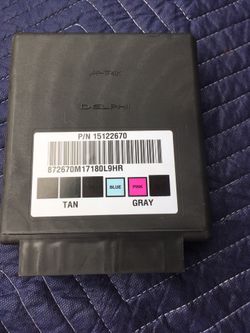 DELPHI
P/N 15122670
872670M17180L9HR
BLUE PINK
TAN GRAY